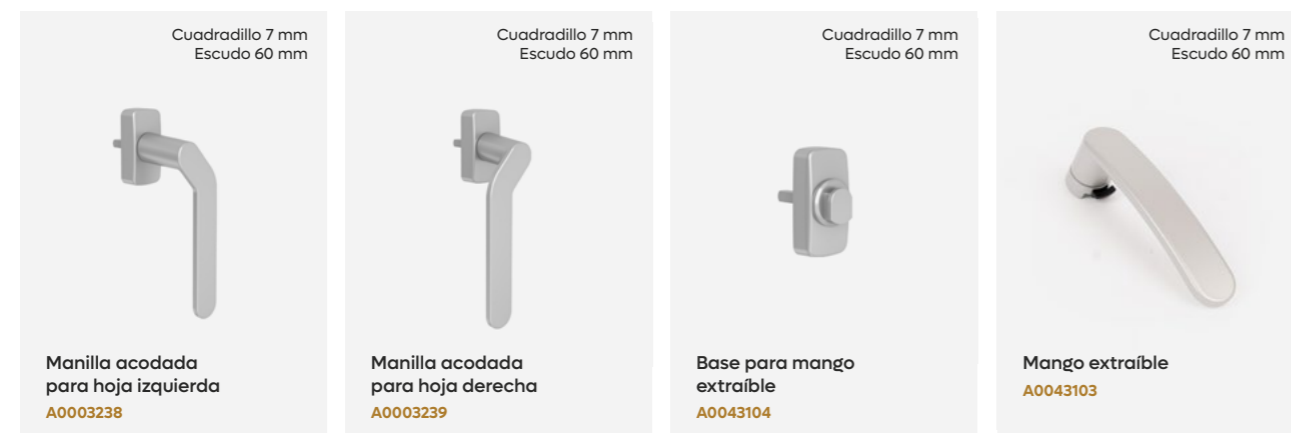 Cuadradillo 7 mm
Escudo 60 mm
Manilla acodada
para hoja izquierda
A0003238
Cuadradillo 7 mm
Escudo 60 mm
Manilla acodada
para hoja derecha
A0003239
Cuadradillo 7 mm
Escudo 60 mm
Base para mango
extraíble
A0043104
Cuadradillo 7 mm
Escudo 60 mm
Mango extraíble
A0043103